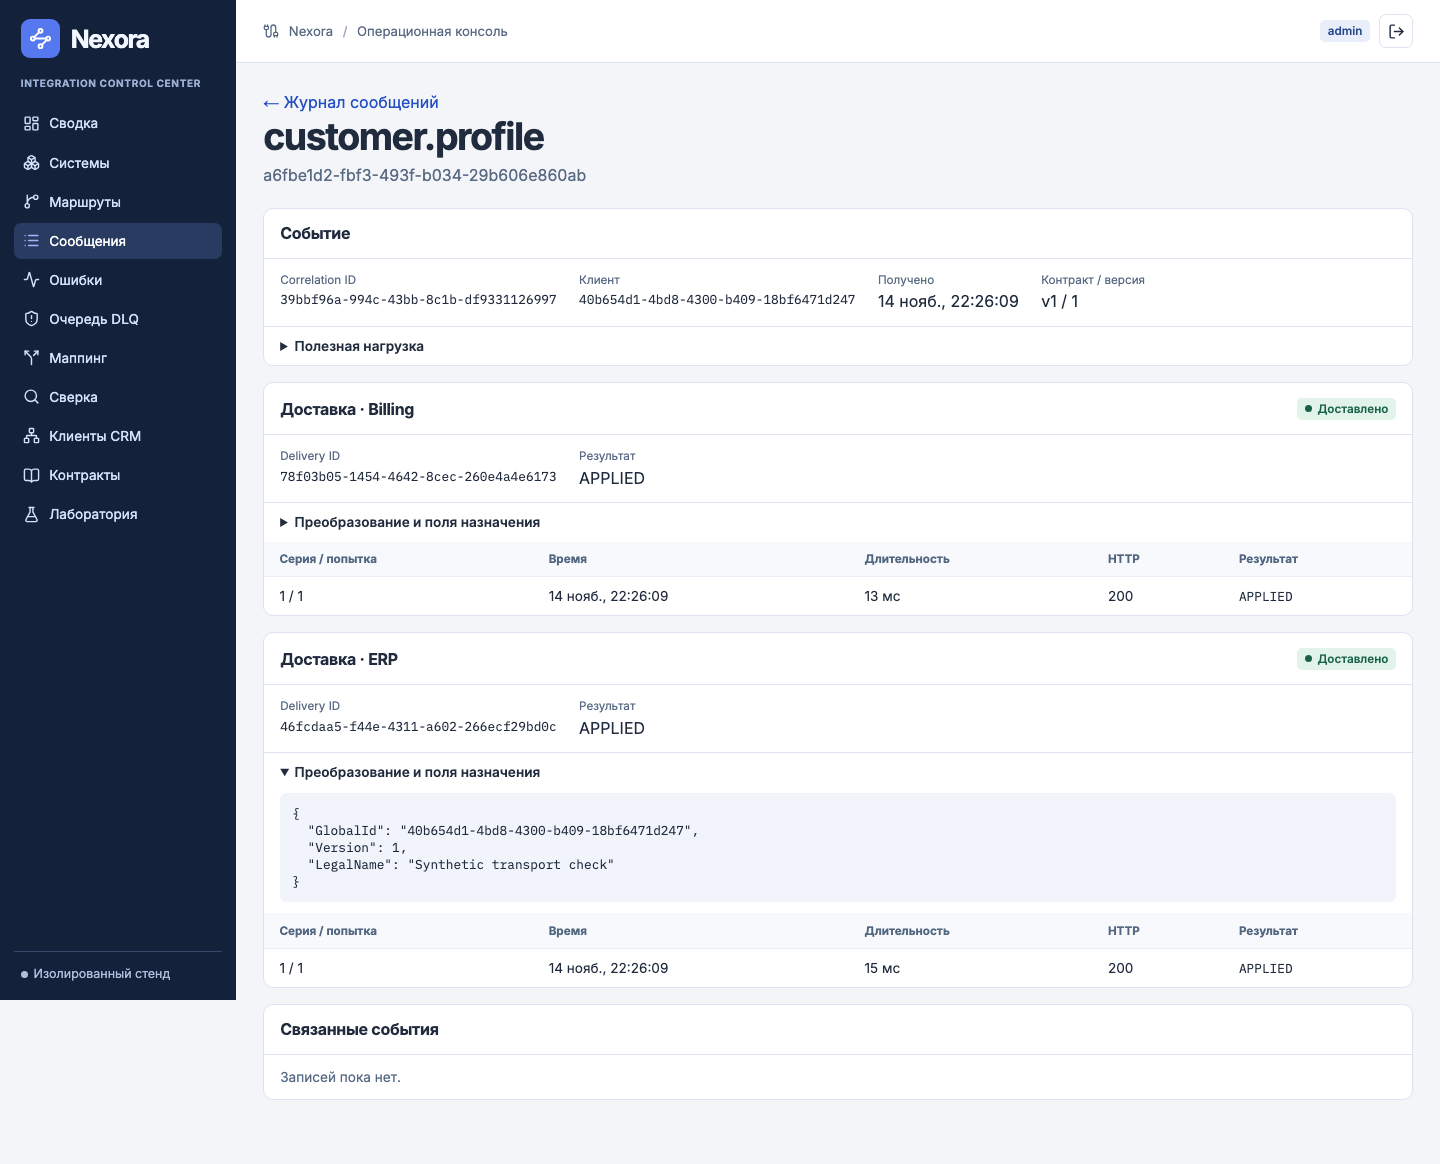 Nexora
INTEGRATION CONTROL CENTER
Сводка
Системы
Маршруты
Сообщения
Ошибки
Очередь DLQ
Маппинг
Сверка
Клиенты CRM
Контракты
Лаборатория
Изолированный стенд
Nexora / Операционная консоль
admin
← Журнал сообщений
customer.profile
a6fbe1d2-fbf3-493f-b034-29b606e860ab
Событие
Correlation ID Клиент Получено Контракт / версия
39bbf96a-994c-43bb-8c1b-df9331126997 40b654d1-4bd8-4300-b409-18bf6471d247 14 нояб., 22:26:09 v1 / 1
Полезная нагрузка
Доставка · Billing Доставлено
Delivery ID Результат
78f03b05-1454-4642-8cec-260e4a4e6173 APPLIED
Преобразование и поля назначения
Серия / попытка Время Длительность HTTP Результат
1 / 1 14 нояб., 22:26:09 13 мс 200 APPLIED
Доставка · ERP Доставлено
Delivery ID Результат
46fcdaa5-f44e-4311-a602-266ecf29bd0c APPLIED
Преобразование и поля назначения
{
"GlobalId": "40b654d1-4bd8-4300-b409-18bf6471d247",
"Version": 1,
"LegalName": "Synthetic transport check"
}
Серия / попытка Время Длительность HTTP Результат
1 / 1 14 нояб., 22:26:09 15 мс 200 APPLIED
Связанные события
Записей пока нет.